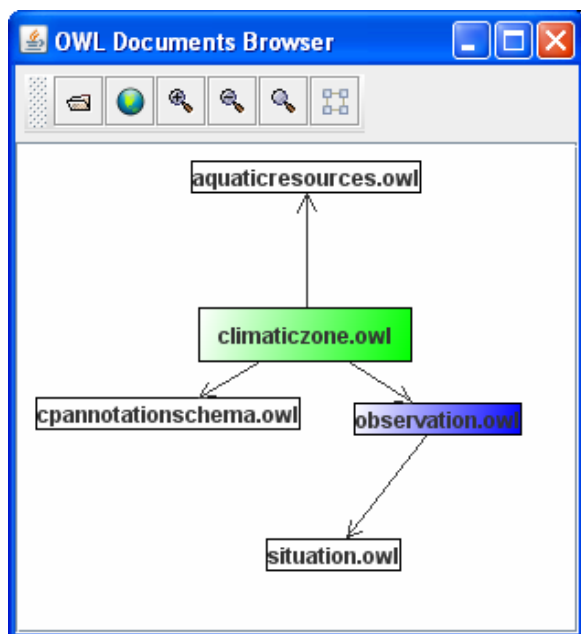 OWL Documents Browser
aquaticresources.owl
climaticzone.owl
cpannotationschema.owl
observation.owl
situation.owl